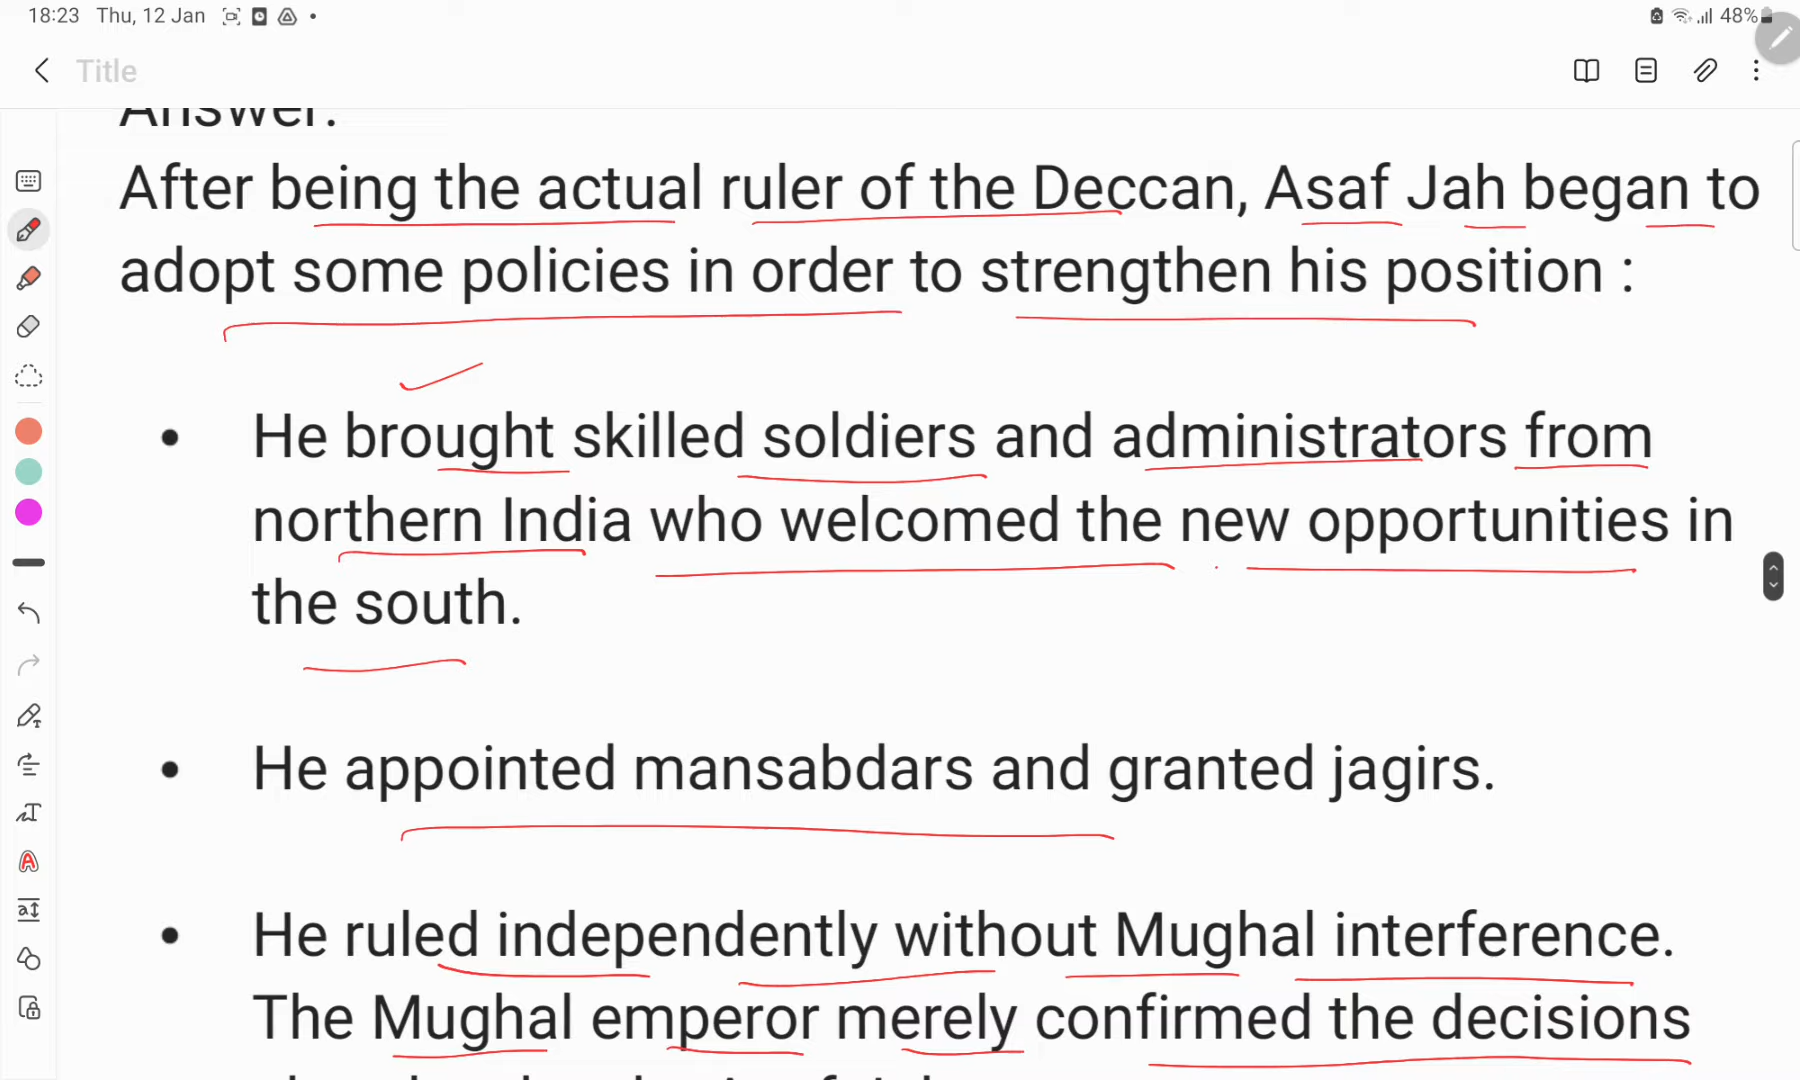 18:23 Thu, 12 Jan
48%
Title
Answer:
After being the actual ruler of the Deccan, Asaf Jah began to
adopt some policies in order to strengthen his position :
• He brought skilled soldiers and administrators from
northern India who welcomed the new opportunities in
the south.
• He appointed mansabdars and granted jagirs.
• He ruled independently without Mughal interference.
The Mughal emperor merely confirmed the decisions